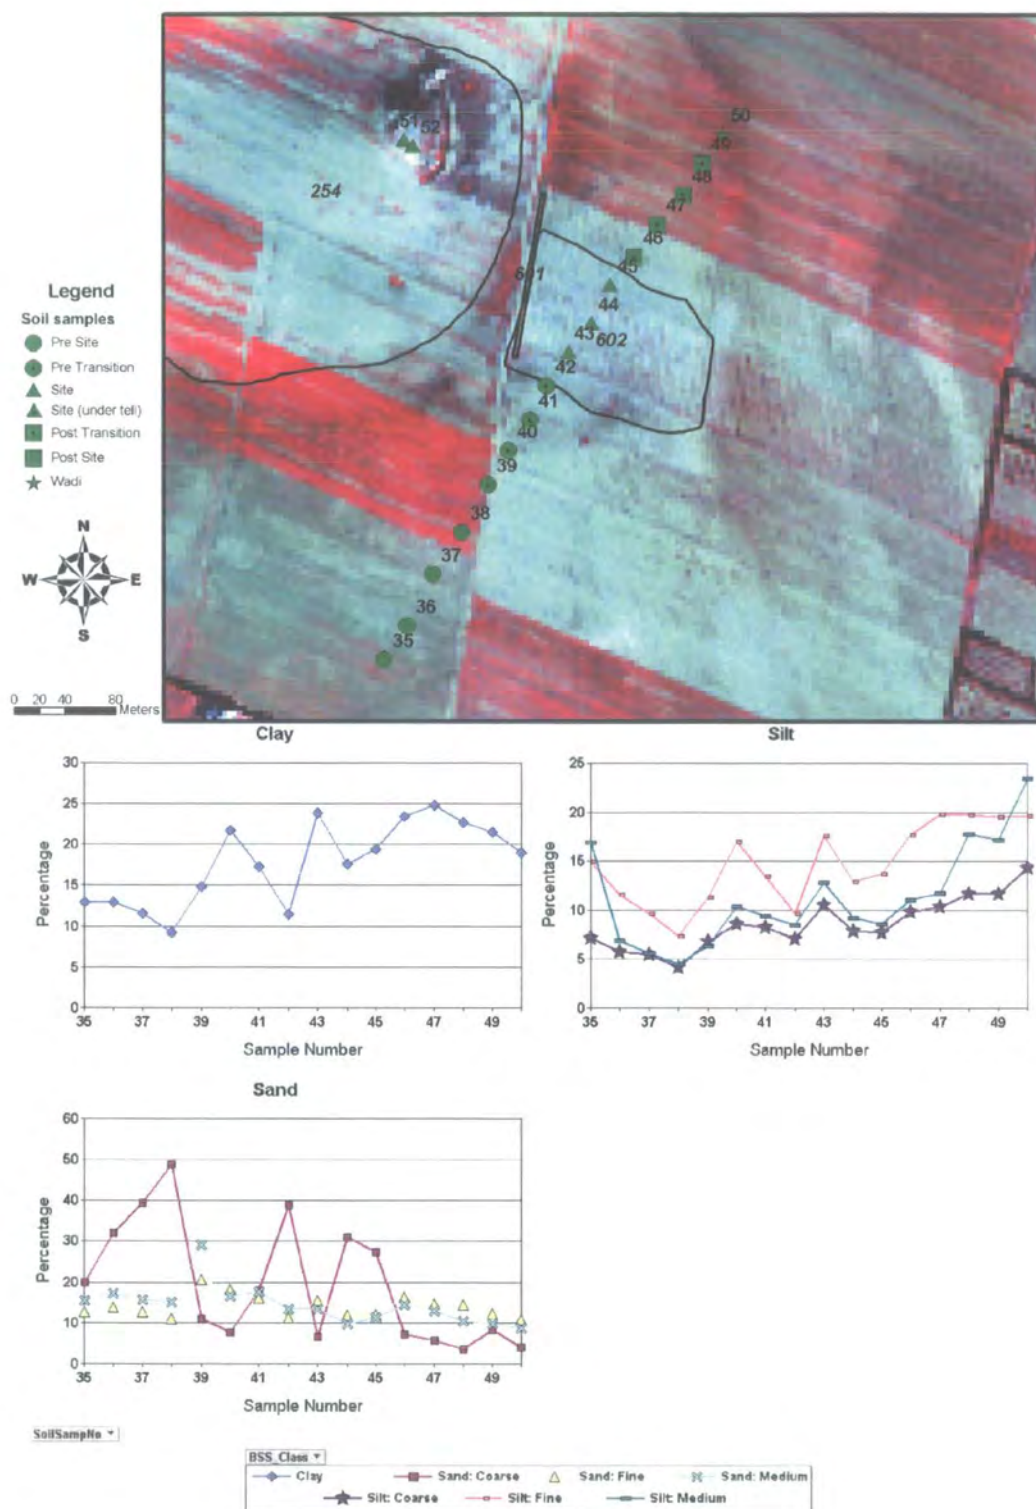 50
49
48
47
46
45
44
43
602
42
41
40
39
38
37
36
35
51
52
254
601
Legend
Soil samples
Pre Site
Pre Transition
Site
Site (under tell)
Post Transition
Post Site
Wadi
N
W E
S
0 20 40 80
Meters
Clay
Percentage
30
25
20
15
10
5
0
35 37 39 41 43 45 47 49
Sample Number
Silt
Percentage
25
20
15
10
5
0
35 37 39 41 43 45 47 49
Sample Number
Sand
Percentage
60
50
40
30
20
10
0
35 37 39 41 43 45 47 49
Sample Number
SoilSampNo
BSS_Class
Clay Sand: Coarse Sand: Fine Sand: Medium
Silt: Coarse Silt: Fine Silt: Medium